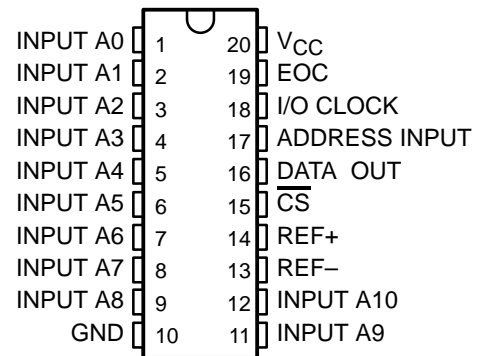 INPUT A0 1 20 VCC
INPUT A1 2 19 EOC
INPUT A2 3 18 I/O CLOCK
INPUT A3 4 17 ADDRESS INPUT
INPUT A4 5 16 DATA OUT
INPUT A5 6 15 C̅S̅
INPUT A6 7 14 REF+
INPUT A7 8 13 REF–
INPUT A8 9 12 INPUT A10
GND 10 11 INPUT A9